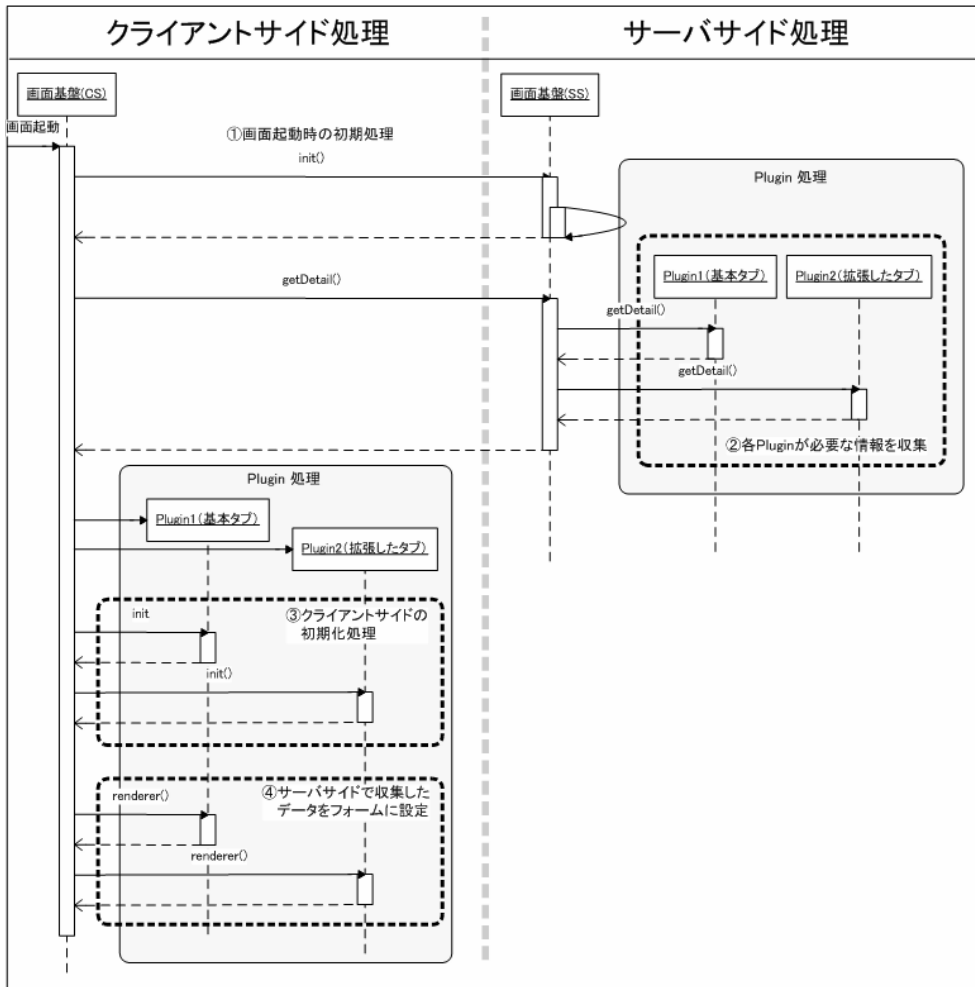 クライアントサイド処理
サーバサイド処理
画面基盤(CS)
画面基盤(SS)
画面起動
①画面起動時の初期処理
init()
Plugin 処理
Plugin1(基本タブ)
Plugin2(拡張したタブ)
getDetail()
getDetail()
getDetail()
②各Pluginが必要な情報を収集
Plugin 処理
Plugin1(基本タブ)
Plugin2(拡張したタブ)
③クライアントサイドの
初期化処理
init
init()
④サーバサイドで収集した
データをフォームに設定
renderer()
renderer()